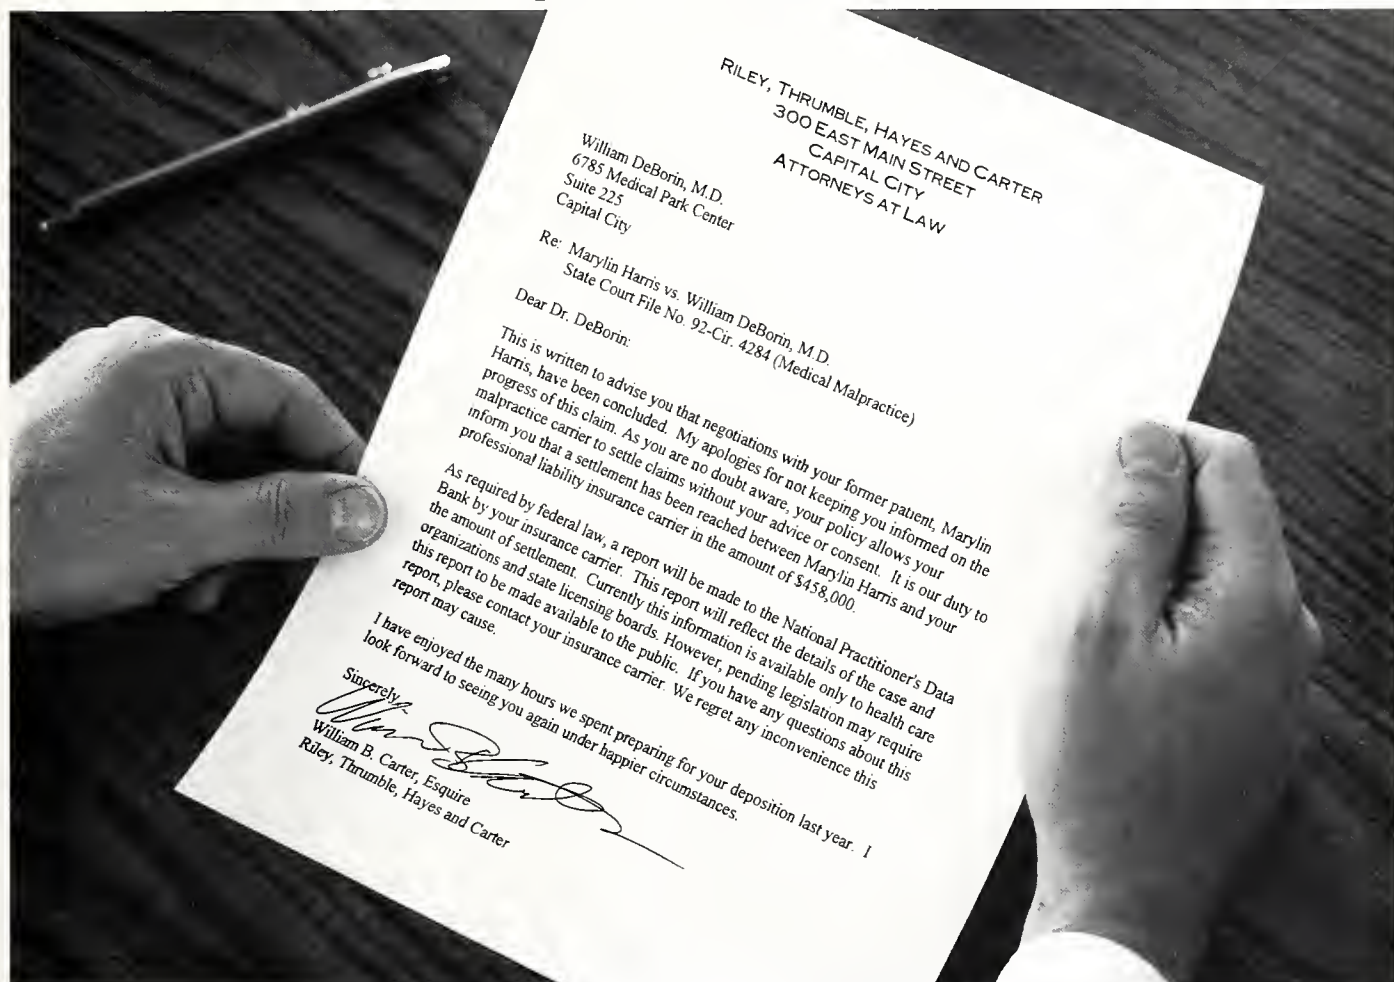 RILEY, THRUMBLE, HAYES AND CARTER
300 EAST MAIN STREET
CAPITAL CITY
ATTORNEYS AT LAW
William DeBorin, M.D.
6785 Medical Park Center
Suite 225
Capital City
Re: Marylin Harris vs. William DeBorin, M.D.
State Court File No. 92-Cir. 4284 (Medical Malpractice)
Dear Dr. DeBorin:
This is written to advise you that negotiations with your former patient, Marylin
Harris, have been concluded. My apologies for not keeping you informed on the
progress of this claim. As you are no doubt aware, your policy allows your
malpractice carrier to settle claims without your advice or consent. It is our duty to
inform you that a settlement has been reached between Marylin Harris and your
professional liability insurance carrier in the amount of $458,000.
As required by federal law, a report will be made to the National Practitioner's Data
Bank by your insurance carrier. This report will reflect the details of the case and
the amount of settlement. Currently this information is available only to health care
organizations and state licensing boards. However, pending legislation may require
this report to be made available to the public. If you have any questions about this
report, please contact your insurance carrier. We regret any inconvenience this
report may cause.
I have enjoyed the many hours we spent preparing for your deposition last year. I
look forward to seeing you again under happier circumstances.
Sincerely,
William B. Carter, Esquire
Riley, Thrumble, Hayes and Carter